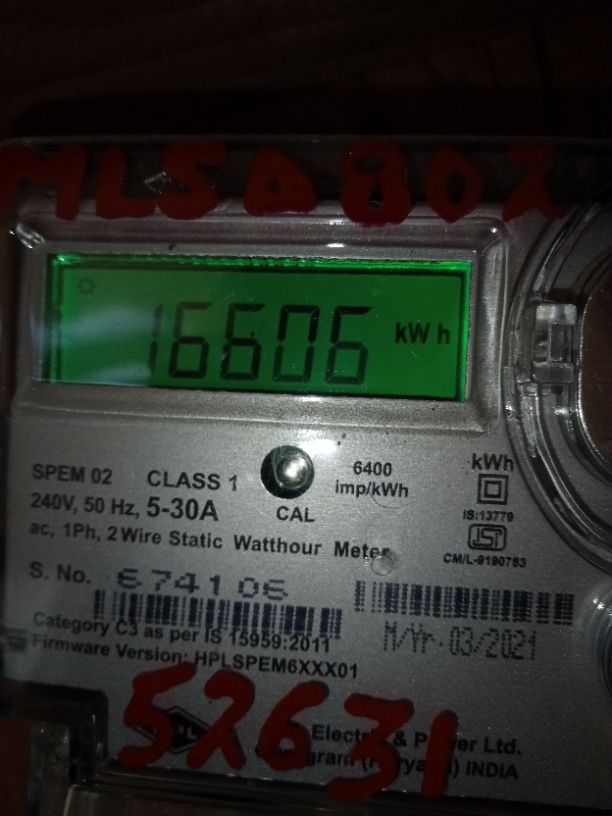 MLSD802
16606 kWh
SPEM 02 CLASS 1 6400 imp/kWh kWh
240V, 50 Hz, 5-30A CAL IS:13779
ac, 1Ph, 2 Wire Static Watthour Meter CM/L-9190783
S. No. 674106
Category C3 as per IS 15959:2011 M/Yr-03/2021
Firmware Version: HPLSPEM6XXX01
52631
Electric & Power Ltd.
INDIA